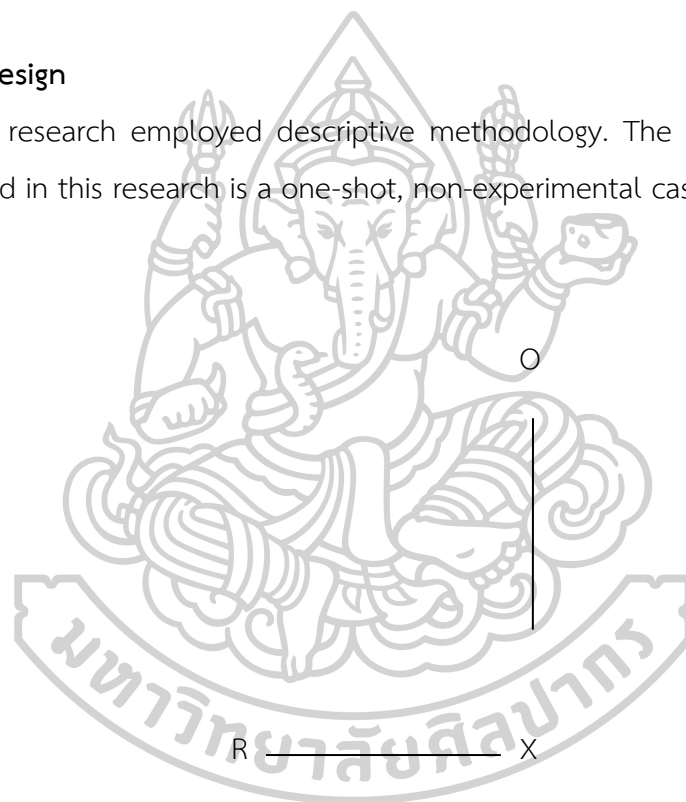 esign
research employed descriptive methodology. The
d in this research is a one-shot, non-experimental cas
O
R X
มหาวิทยาลัยศิลปากร